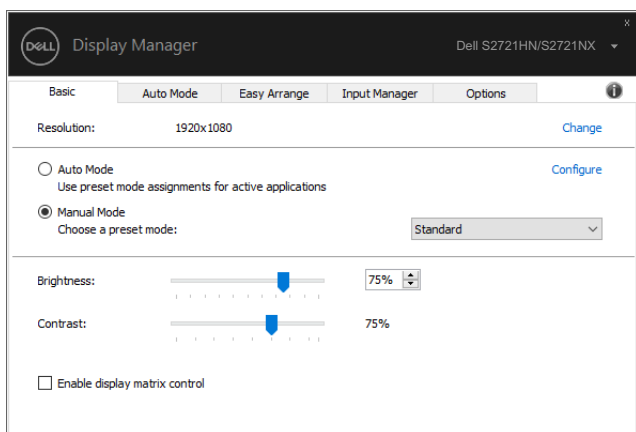 x
DELL Display Manager Dell S2721HN/S2721NX
Basic Auto Mode Easy Arrange Input Manager Options i
Resolution: 1920x1080 Change
Auto Mode Configure
Use preset mode assignments for active applications
Manual Mode
Choose a preset mode: Standard
Brightness: 75%
Contrast: 75%
Enable display matrix control